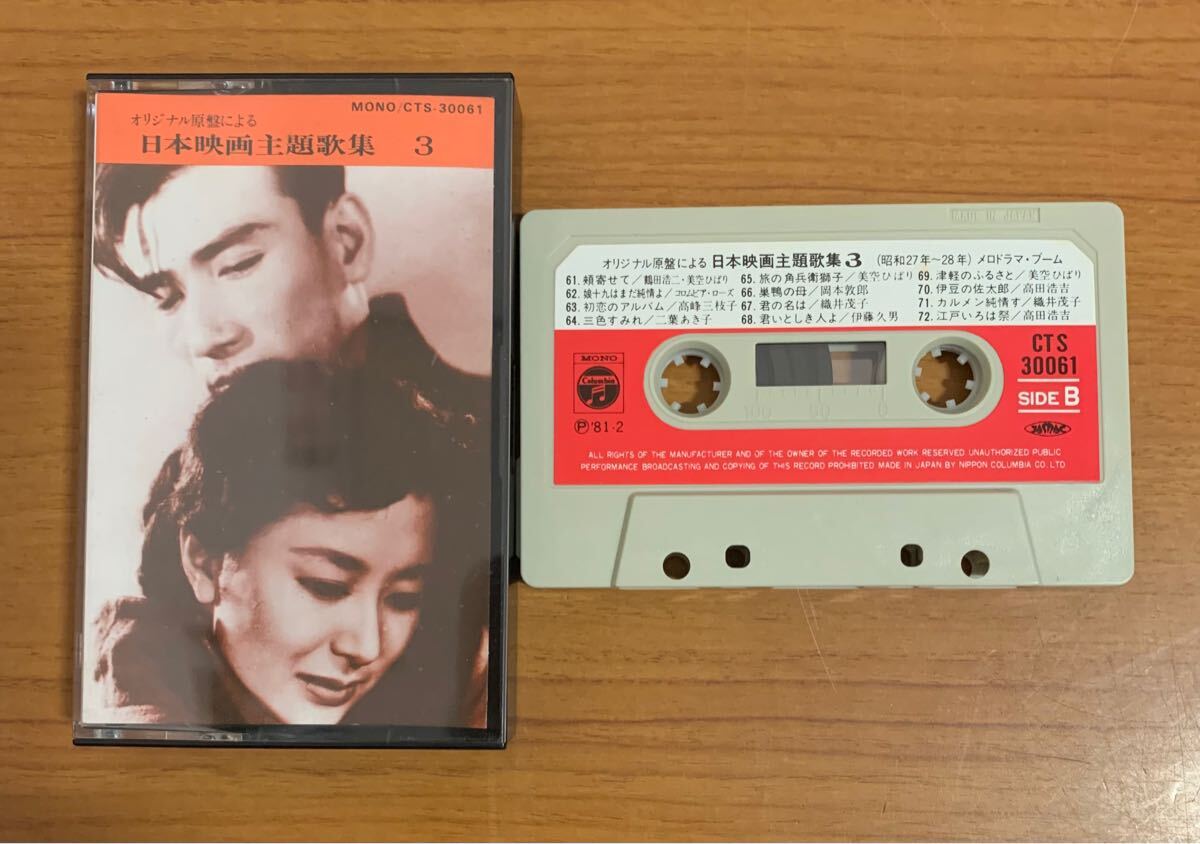 MONO/CTS-30061
オリジナル原盤による
日本映画主題歌集 3
MADE IN JAPAN
オリジナル原盤による 日本映画主題歌集3 (昭和27年~28年) メロドラマ・ブーム
61. 頬寄せて/鶴田浩二・美空ひばり 65. 旅の角兵衛獅子/美空ひばり 69. 津軽のふるさと/美空ひばり
62. 娘十九はまだ純情よ/コロムビア・ローズ 66. 巣鴨の母/岡本敦郎 70. 伊豆の佐太郎/高田浩吉
63. 初恋のアルバム/高峰三枝子 67. 君の名は/織井茂子 71. カルメン純情す/織井茂子
64. 三色すみれ/二葉あき子 68. 君いとしき人よ/伊藤久男 72. 江戸いろは祭/高田浩吉
MONO
Columbia
Ⓟ'81-2
100 50 0
CTS
30061
SIDE B
JASRAC
ALL RIGHTS OF THE MANUFACTURER AND OF THE OWNER OF THE RECORDED WORK RESERVED. UNAUTHORIZED PUBLIC
PERFORMANCE BROADCASTING AND COPYING OF THIS RECORD PROHIBITED MADE IN JAPAN BY NIPPON COLUMBIA CO. LTD.